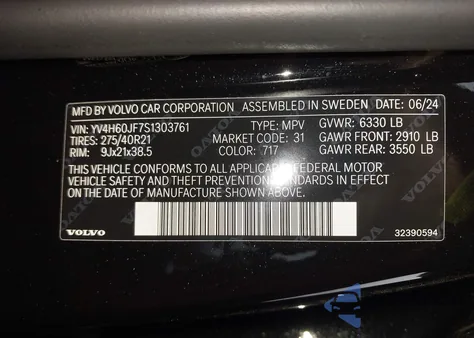 MFD BY VOLVO CAR CORPORATION ASSEMBLED IN SWEDEN DATE: 06/24
VIN: YV4H60JF7S1303761 TYPE: MPV GVWR: 6330 LB
TIRES: 275/40R21 MARKET CODE: 31 GAWR FRONT: 2910 LB
RIM: 9Jx21x38.5 COLOR: 717 GAWR REAR: 3550 LB
THIS VEHICLE CONFORMS TO ALL APPLICABLE FEDERAL MOTOR
VEHICLE SAFETY AND THEFT PREVENTION STANDARDS IN EFFECT
ON THE DATE OF MANUFACTURE SHOWN ABOVE.
VOLVO 32390594